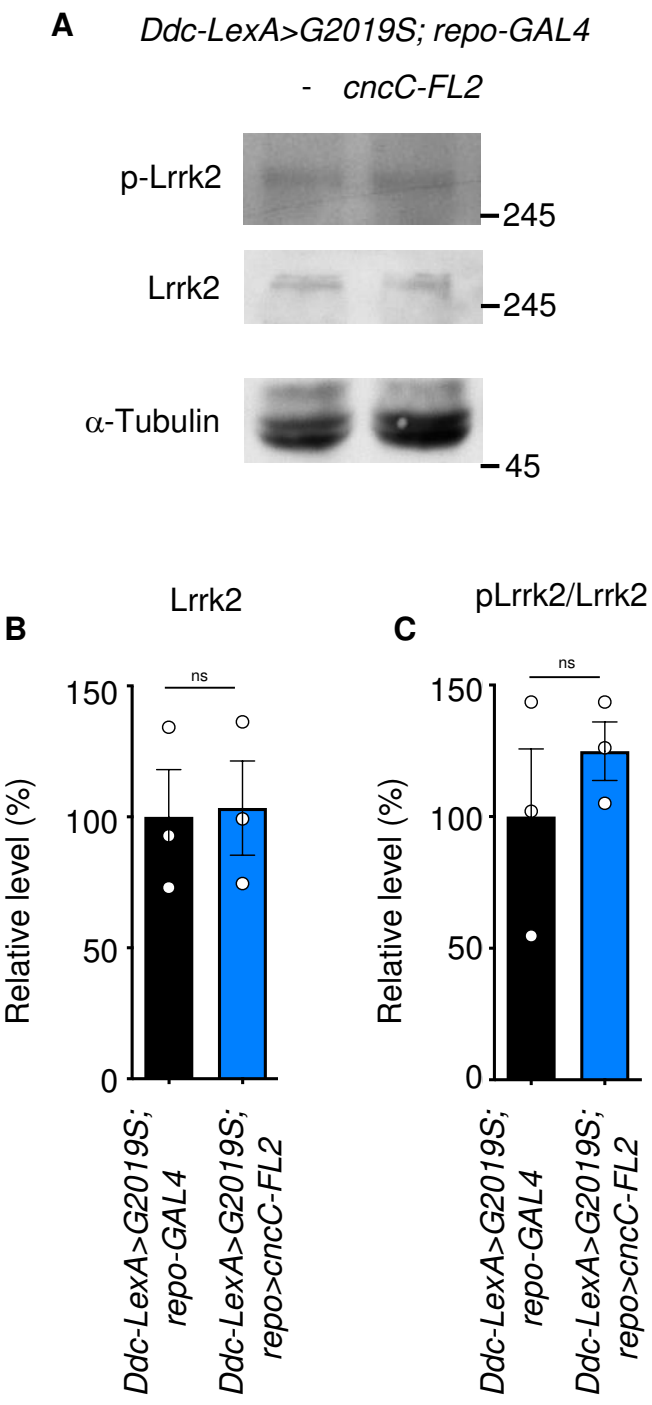 A
Ddc-LexA>G2019S; repo-GAL4
- cncC-FL2
p-Lrrk2
245
Lrrk2
245
α-Tubulin
45
B
Lrrk2
ns
150
100
50
0
Relative level (%)
Ddc-LexA>G2019S;
repo-GAL4
Ddc-LexA>G2019S;
repo>cncC-FL2
C
pLrrk2/Lrrk2
ns
150
100
50
0
Relative level (%)
Ddc-LexA>G2019S;
repo-GAL4
Ddc-LexA>G2019S;
repo>cncC-FL2